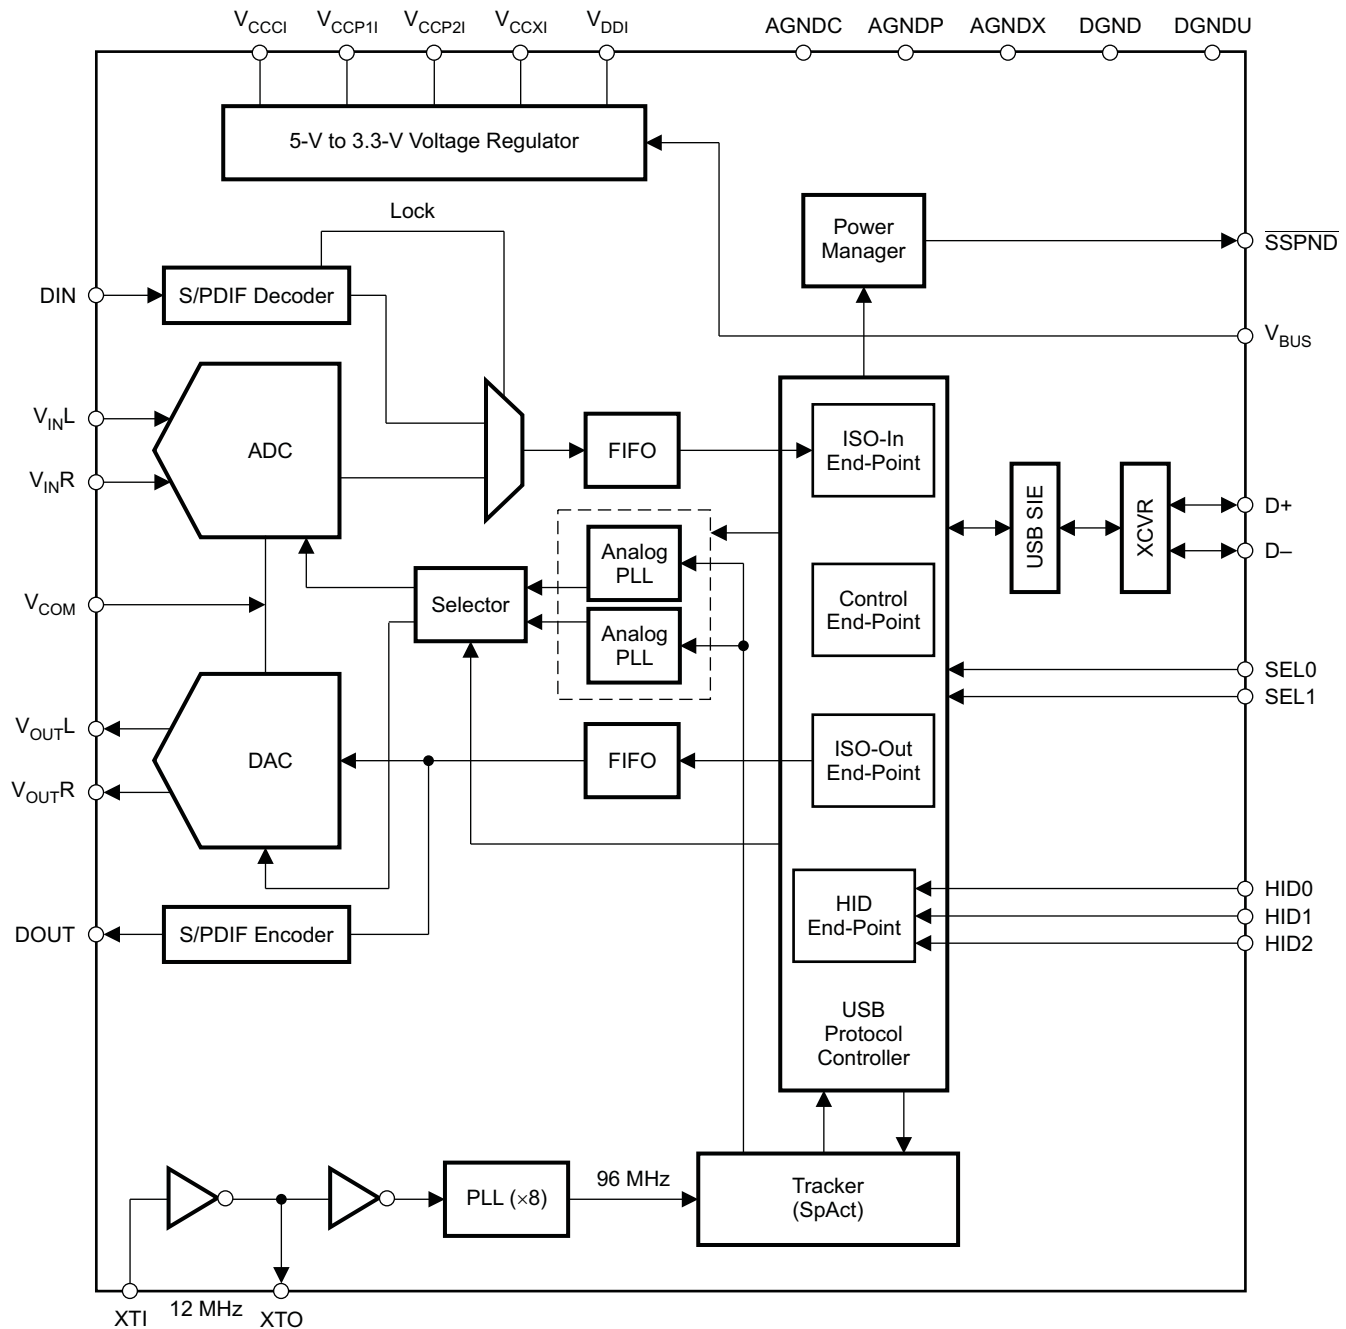 VCCCI VCCP1I VCCP2I VCCXI VDDI AGNDC AGNDP AGNDX DGND DGNDU
5-V to 3.3-V Voltage Regulator
Lock
Power
Manager
SSPND
DIN
S/PDIF Decoder
VBUS
VINL
VINR
ADC
FIFO
ISO-In
End-Point
USB SIE
XCVR
D+
D–
Analog
PLL
VCOM
Selector
Analog
PLL
Control
End-Point
SEL0
SEL1
VOUTL
VOUTR
DAC
FIFO
ISO-Out
End-Point
HID
End-Point
HID0
HID1
HID2
DOUT
S/PDIF Encoder
USB
Protocol
Controller
PLL (×8)
96 MHz
Tracker
(SpAct)
XTI
12 MHz
XTO